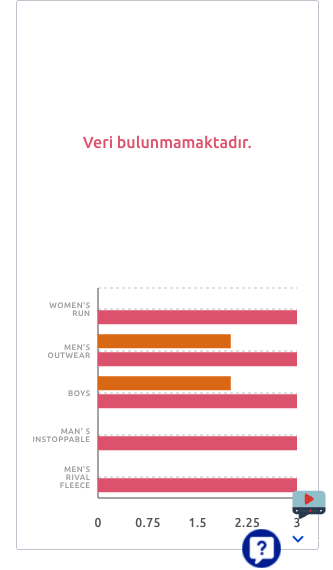 Veri bulunmamaktadır.
WOMEN'S
RUN
MEN'S
OUTWEAR
BOYS
MAN' S
INSTOPPABLE
MEN'S
RIVAL
FLEECE
0 0.75 1.5 2.25 3
?